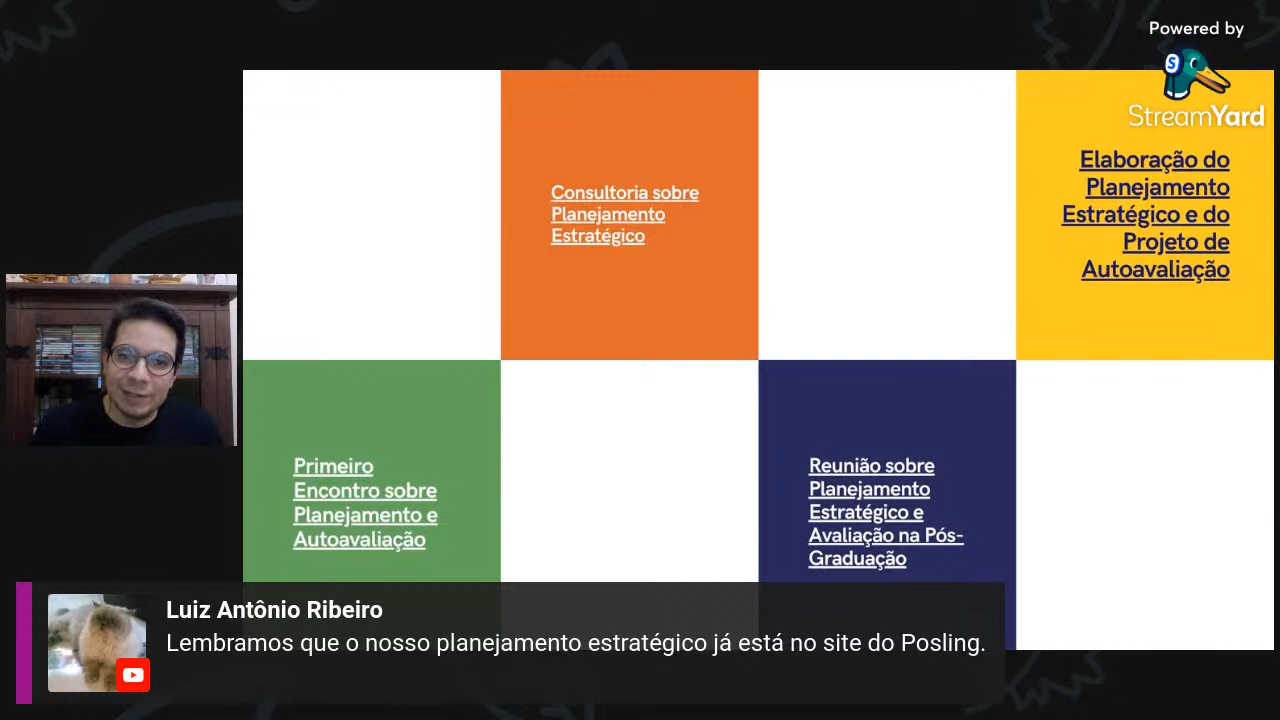 Powered by
StreamYard
Consultoria sobre
Planejamento
Estratégico
Elaboração do
Planejamento
Estratégico e do
Projeto de
Autoavaliação
Primeiro
Encontro sobre
Planejamento e
Autoavaliação
Reunião sobre
Planejamento
Estratégico e
Avaliação na Pós-
Graduação
Luiz Antônio Ribeiro
Lembramos que o nosso planejamento estratégico já está no site do Posling.